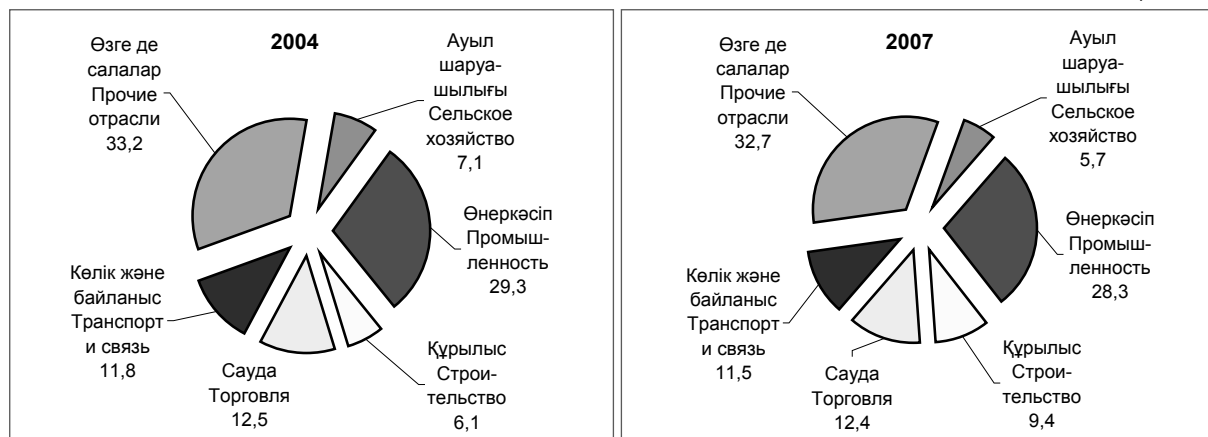 2004
Өзге де
салалар
Прочие
отрасли
33,2
Ауыл
шаруа-
шылығы
Сельское
хозяйство
7,1
Өнеркәсіп
Промыш-
ленность
29,3
Көлік және
байланыс
Транспорт
и связь
11,8
Сауда
Торговля
12,5
Құрылыс
Строи-
тельство
6,1
2007
Өзге де
салалар
Прочие
отрасли
32,7
Ауыл
шаруа-
шылығы
Сельское
хозяйство
5,7
Өнеркәсіп
Промыш-
ленность
28,3
Көлік және
байланыс
Транспорт
и связь
11,5
Сауда
Торговля
12,4
Құрылыс
Строи-
тельство
9,4